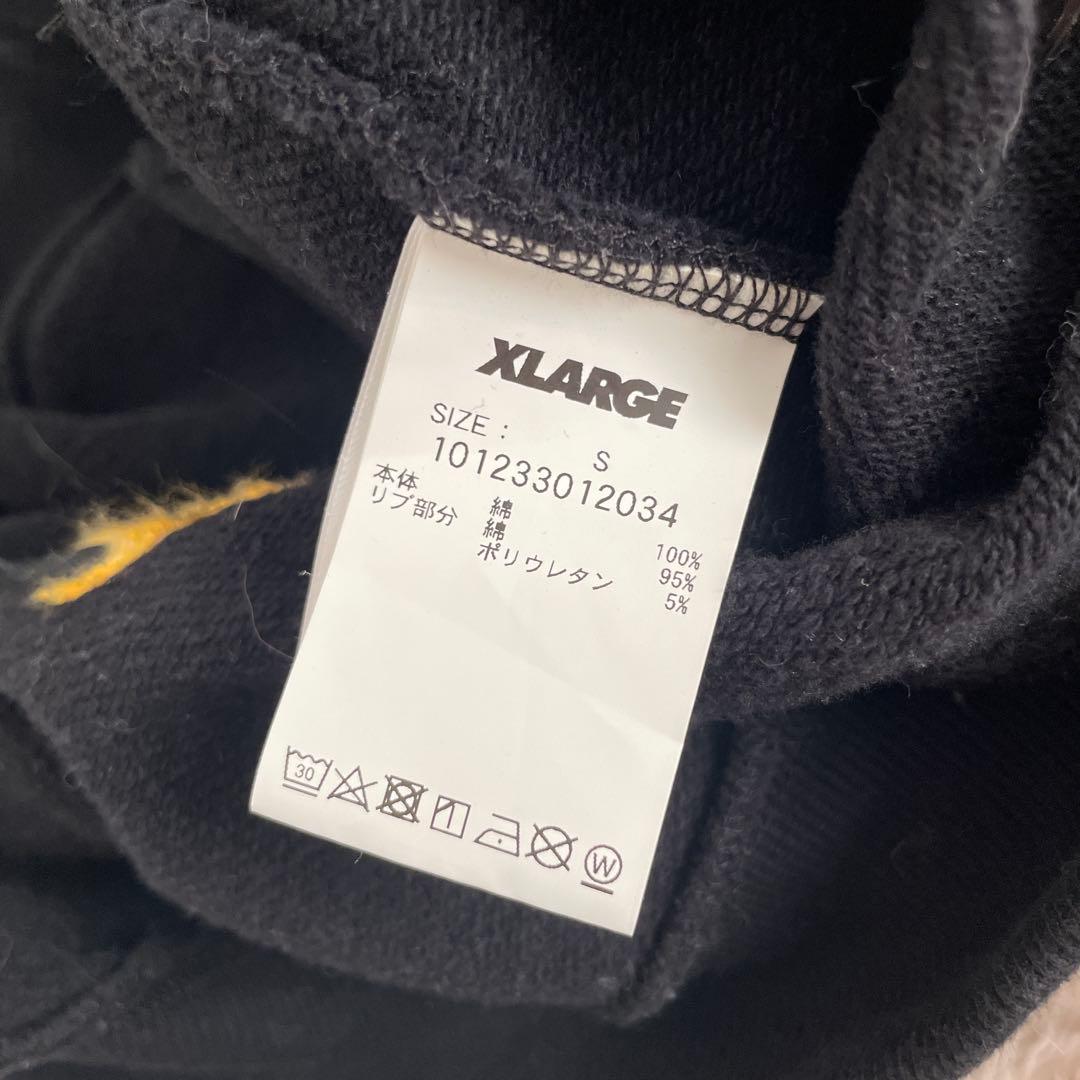 XLARGE
SIZE : S
101233012034
本体 綿 100%
リブ部分 綿 95%
ポリウレタン 5%
30
W